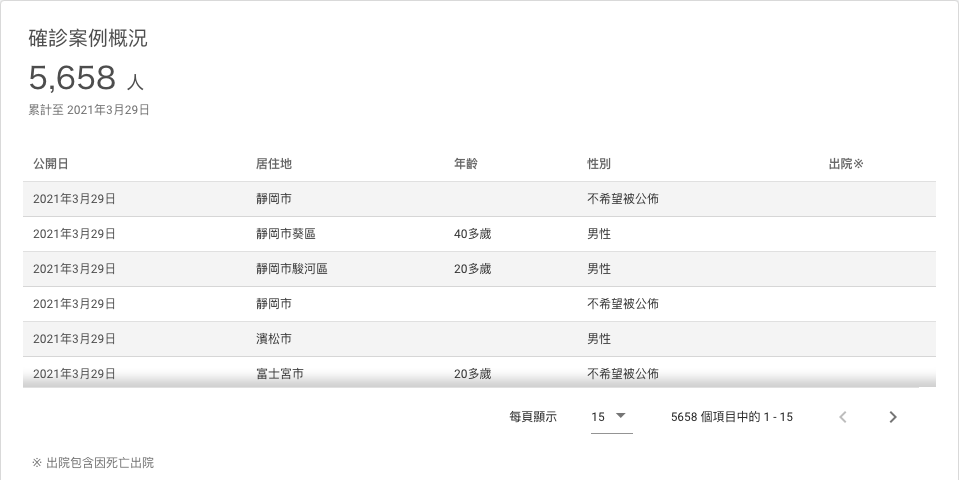 確診案例概況
5,658 人
累計至 2021年3月29日
公開日 居住地 年齡 性別 出院※
2021年3月29日 靜岡市 不希望被公佈
2021年3月29日 靜岡市葵區 40多歲 男性
2021年3月29日 靜岡市駿河區 20多歲 男性
2021年3月29日 靜岡市 不希望被公佈
2021年3月29日 濱松市 男性
2021年3月29日 富士宮市 20多歲 不希望被公佈
每頁顯示 15 5658 個項目中的 1 - 15
※ 出院包含因死亡出院